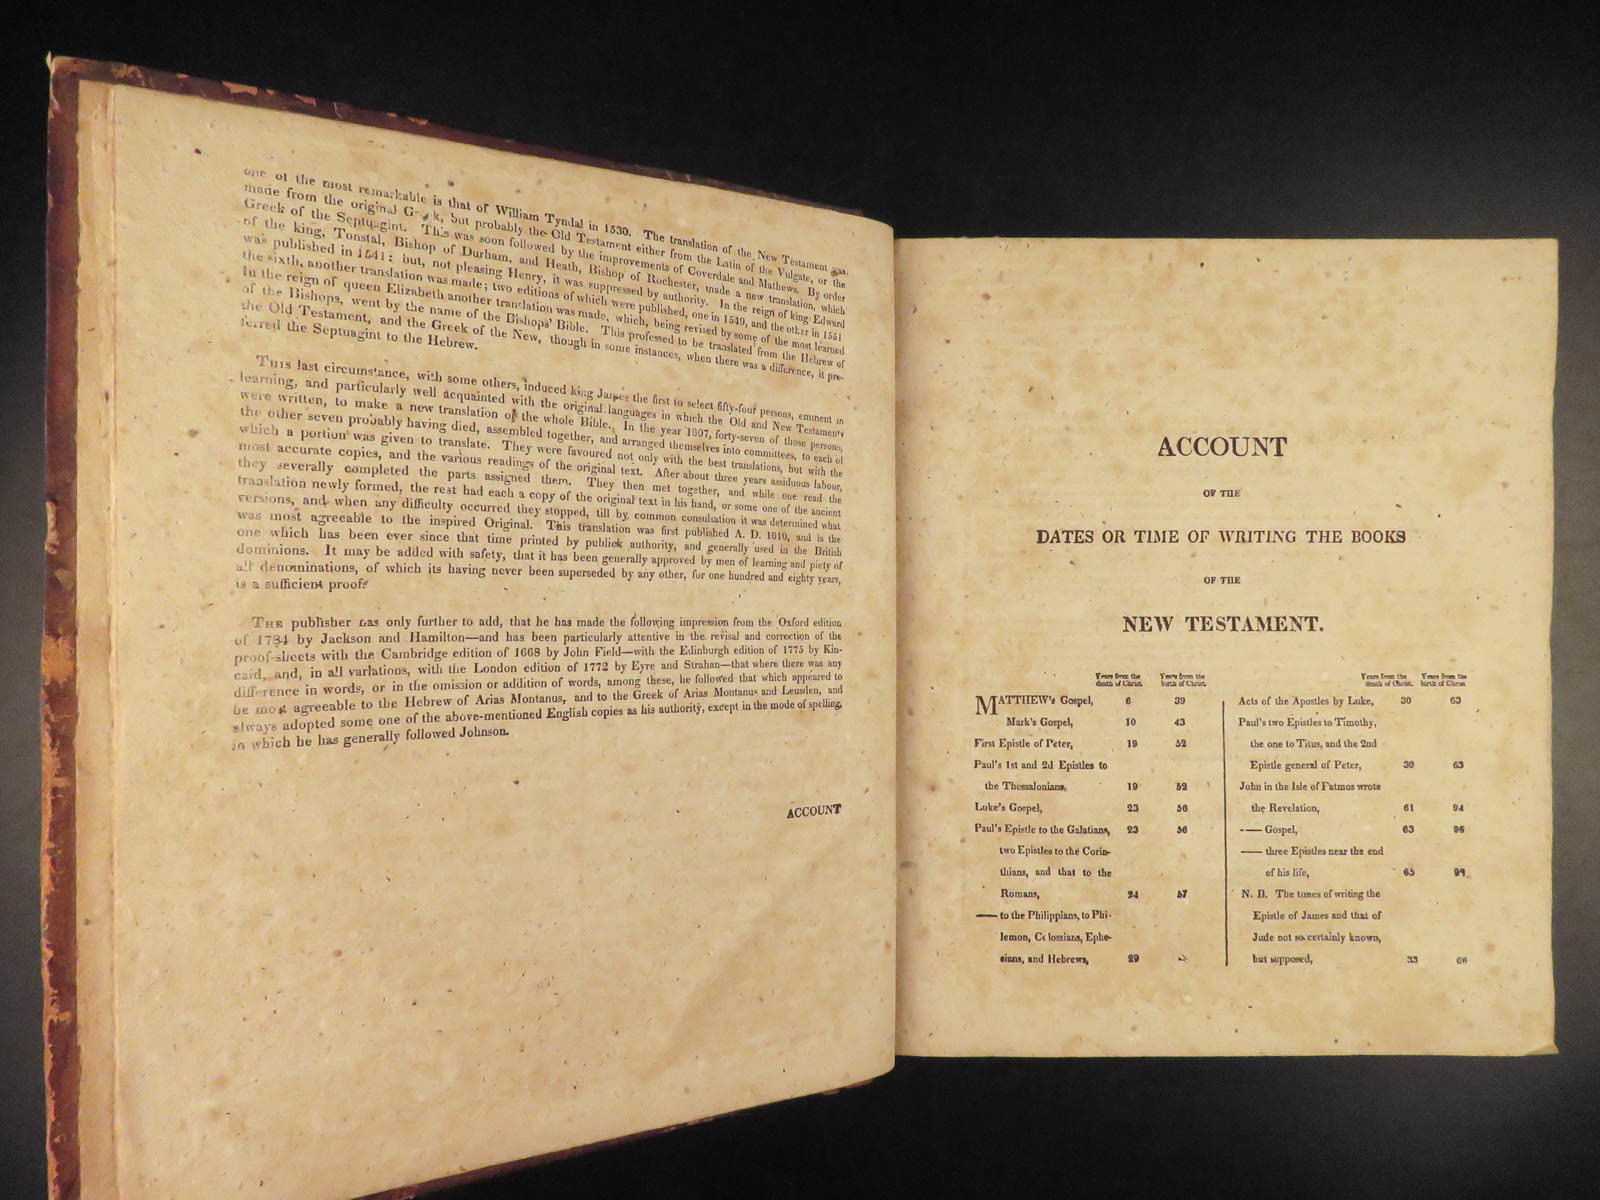 one of the most remarkable is that of William Tyndal in 1530. The translation of the New Testament was
made from the original Greek, but probably the Old Testament either from the Latin of the Vulgate, or the
Greek of the Septuagint. This was soon followed by the improvements of Coverdale and Mathews. By order
of the king, Tonstal, Bishop of Durham, and Heath, Bishop of Rochester, made a new translation, which
was published in 1541: but, not pleasing Henry, it was suppressed by authority. In the reign of king Edward
the sixth, another translation was made; two editions of which were published, one in 1549, and the other in 1551
In the reign of queen Elizabeth another translation was made, which, being revised by some of the most learned
of the Bishops, went by the name of the Bishops' Bible. This professed to be translated from the Hebrew of
the Old Testament, and the Greek of the New, though in some instances, when there was a difference, it pre-
ferred the Septuagint to the Hebrew.
This last circumstance, with some others, induced king James the first to select fifty-four persons, eminent in
learning, and particularly well acquainted with the original languages in which the Old and New Testaments
were written, to make a new translation of the whole Bible. In the year 1607, forty-seven of those persons,
the other seven probably having died, assembled together, and arranged themselves into committees, to each of
which a portion was given to translate. They were favoured not only with the best translations, but with the
most accurate copies, and the various readings of the original text. After about three years assiduous labour,
they severally completed the parts assigned them. They then met together, and while one read the
translation newly formed, the rest had each a copy of the original text in his hand, or some one of the ancient
versions, and when any difficulty occurred they stopped, till by common consultation it was determined what
was most agreeable to the inspired Original. This translation was first published A. D. 1610, and is the
one which has been ever since that time printed by publick authority, and generally used in the British
dominions. It may be added with safety, that it has been generally approved by men of learning and piety of
all denominations, of which its having never been superseded by any other, for one hundred and eighty years,
is a sufficient proof.
THE publisher has only further to add, that he has made the following impression from the Oxford edition
of 1784 by Jackson and Hamilton—and has been particularly attentive in the revisal and correction of the
proof-sheets with the Cambridge edition of 1668 by John Field—with the Edinburgh edition of 1775 by Kin-
caid, and, in all variations, with the London edition of 1772 by Eyre and Strahan—that where there was any
difference in words, or in the omission or addition of words, among these, he followed that which appeared to
be most agreeable to the Hebrew of Arias Montanus, and to the Greek of Arias Montanus and Leusden, and
always adopted some one of the above-mentioned English copies as his authority, except in the mode of spelling,
in which he has generally followed Johnson.
ACCOUNT
ACCOUNT
OF THE
DATES OR TIME OF WRITING THE BOOKS
OF THE
NEW TESTAMENT.
Years from the death of Christ. Years from the birth of Christ.
MATTHEW's Gospel, 6 39
Mark's Gospel, 10 43
First Epistle of Peter, 19 52
Paul's 1st and 2d Epistles to
the Thessalonians, 19 52
Luke's Gospel, 23 56
Paul's Epistle to the Galatians, 23 56
two Epistles to the Corin-
thians, and that to the
Romans, 24 57
—— to the Philippians, to Phi-
lemon, Colossians, Ephe-
sians, and Hebrews, 29
Years from the death of Christ. Years from the birth of Christ
Acts of the Apostles by Luke, 30 63
Paul's two Epistles to Timothy,
the one to Titus, and the 2nd
Epistle general of Peter, 30 63
John in the Isle of Patmos wrote
the Revelation, 61 94
—— Gospel, 63 96
—— three Epistles near the end
of his life, 65 98
N. B. The times of writing the
Epistle of James and that of
Jude not so certainly known,
but supposed, 33 66